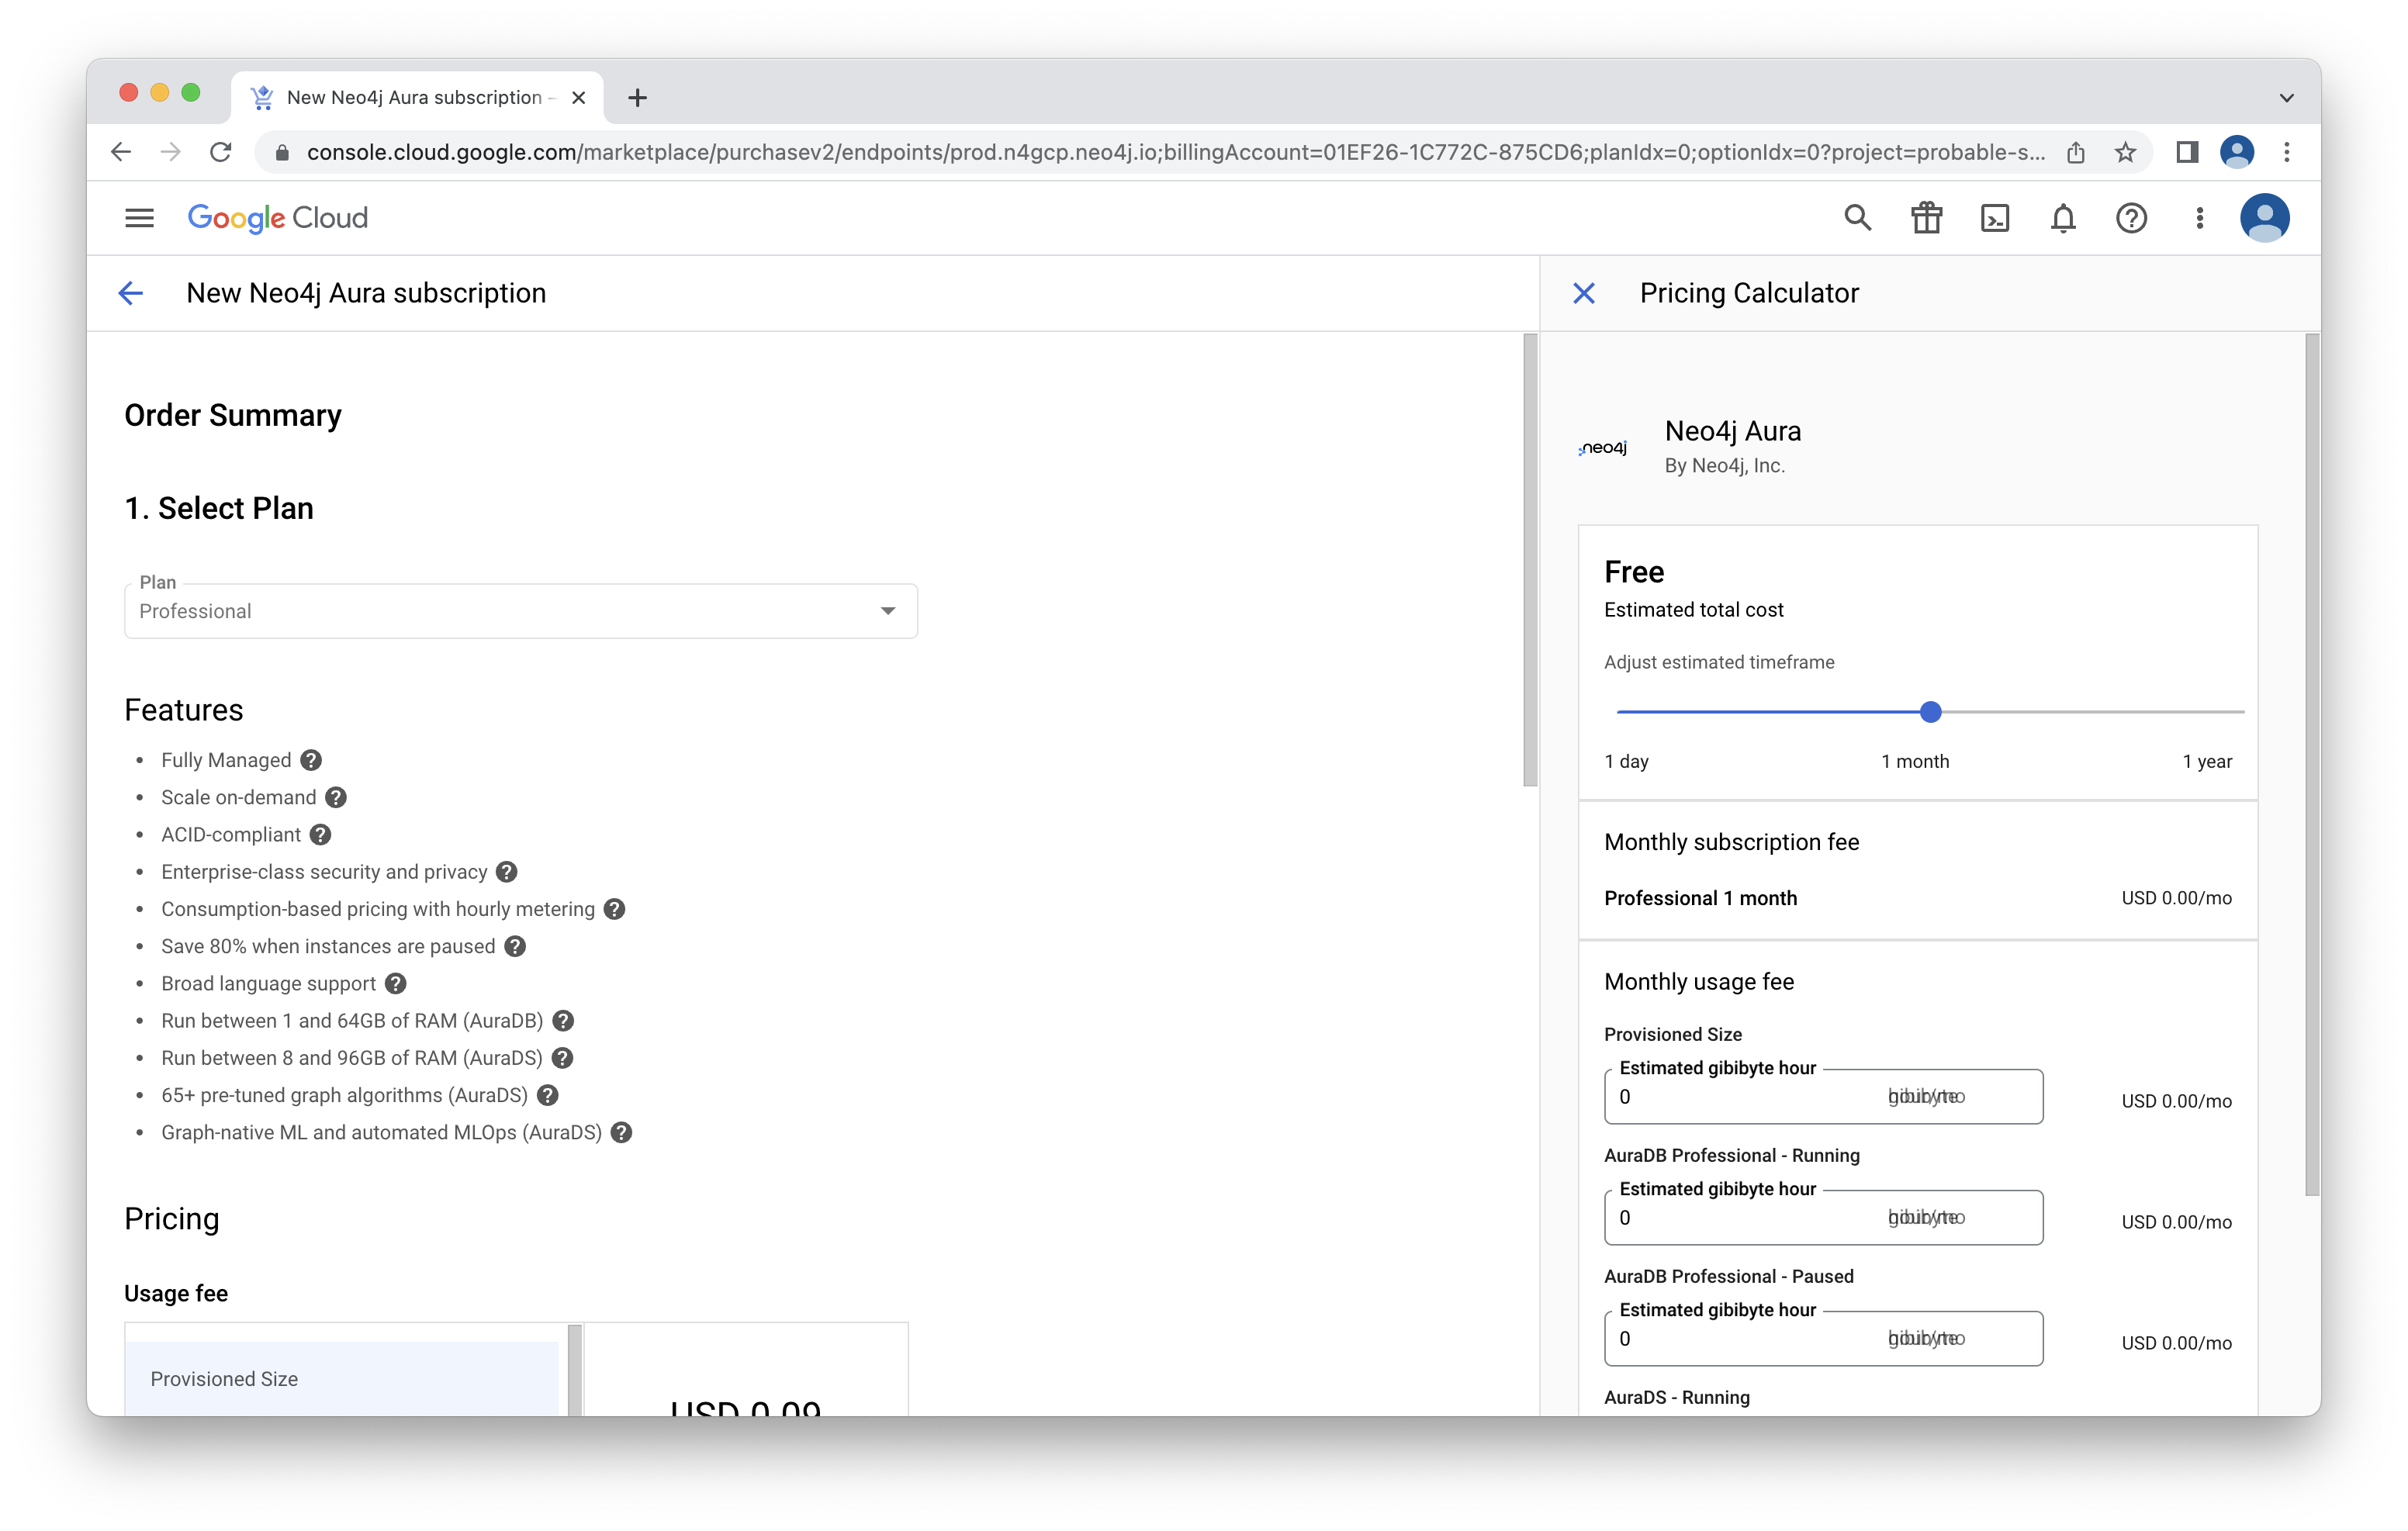 New Neo4j Aura subscription –
console.cloud.google.com/marketplace/purchasev2/endpoints/prod.n4gcp.neo4j.io;billingAccount=01EF26-1C772C-875CD6;planIdx=0;optionIdx=0?project=probable-s...
Google Cloud
New Neo4j Aura subscription
Order Summary
1. Select Plan
Plan
Professional
Features
• Fully Managed ?
• Scale on-demand ?
• ACID-compliant ?
• Enterprise-class security and privacy ?
• Consumption-based pricing with hourly metering ?
• Save 80% when instances are paused ?
• Broad language support ?
• Run between 1 and 64GB of RAM (AuraDB) ?
• Run between 8 and 96GB of RAM (AuraDS) ?
• 65+ pre-tuned graph algorithms (AuraDS) ?
• Graph-native ML and automated MLOps (AuraDS) ?
Pricing
Usage fee
Provisioned Size
USD 0.09
Pricing Calculator
neo4j
Neo4j Aura
By Neo4j, Inc.
Free
Estimated total cost
Adjust estimated timeframe
1 day 1 month 1 year
Monthly subscription fee
Professional 1 month USD 0.00/mo
Monthly usage fee
Provisioned Size
Estimated gibibyte hour
0 USD 0.00/mo
AuraDB Professional - Running
Estimated gibibyte hour
0 USD 0.00/mo
AuraDB Professional - Paused
Estimated gibibyte hour
0 USD 0.00/mo
AuraDS - Running